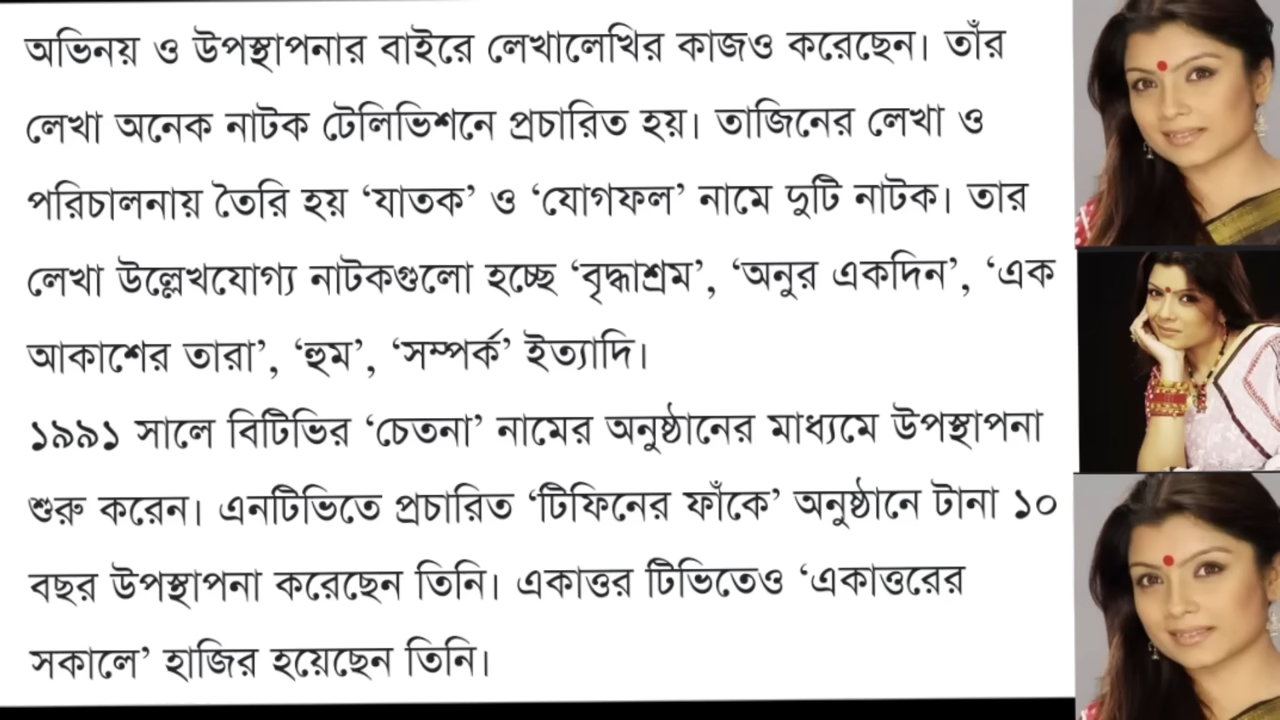 অভিনয় ও উপস্থাপনার বাইরে লেখালেখির কাজও করেছেন। তাঁর
লেখা অনেক নাটক টেলিভিশনে প্রচারিত হয়। তাজিনের লেখা ও
পরিচালনায় তৈরি হয় ‘যাতক’ ও ‘যোগফল’ নামে দুটি নাটক। তার
লেখা উল্লেখযোগ্য নাটকগুলো হচ্ছে ‘বৃদ্ধাশ্রম’, ‘অনুর একদিন’, ‘এক
আকাশের তারা’, ‘হুম’, ‘সম্পর্ক’ ইত্যাদি।
১৯৯১ সালে বিটিভির ‘চেতনা’ নামের অনুষ্ঠানের মাধ্যমে উপস্থাপনা
শুরু করেন। এনটিভিতে প্রচারিত ‘টিফিনের ফাঁকে’ অনুষ্ঠানে টানা ১০
বছর উপস্থাপনা করেছেন তিনি। একাত্তর টিভিতেও ‘একাত্তরের
সকালে’ হাজির হয়েছেন তিনি।